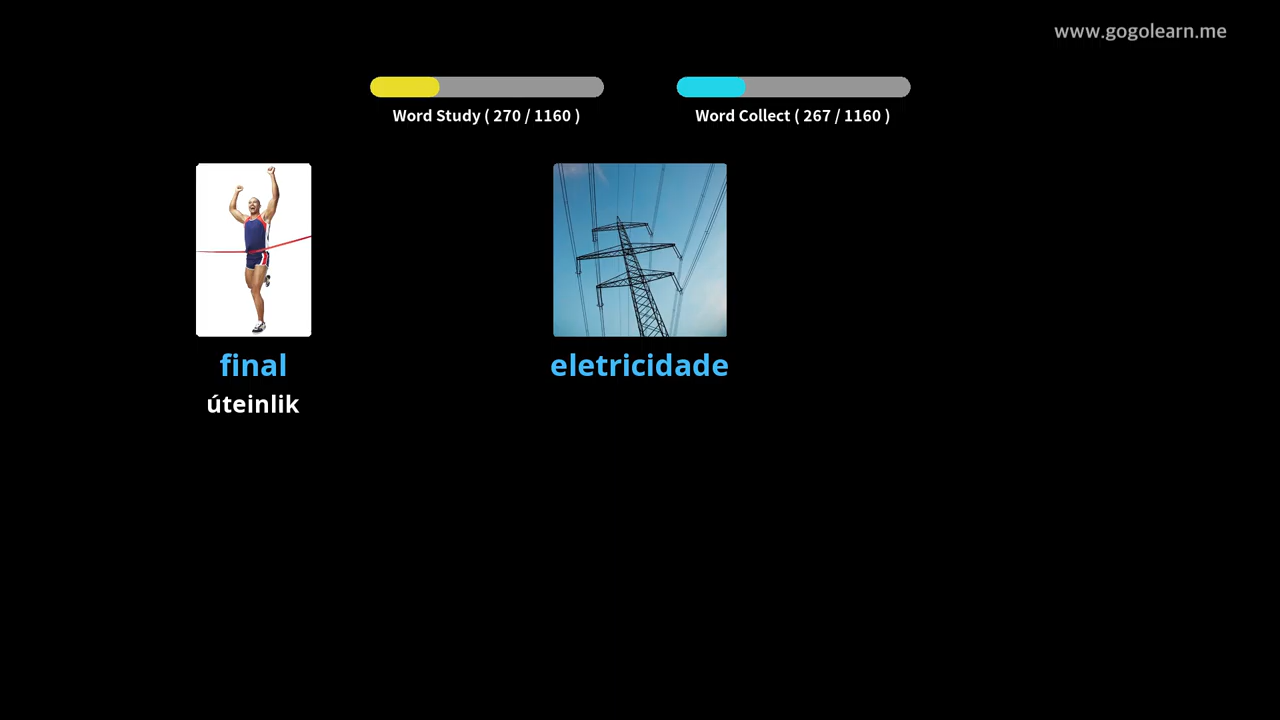 www.gogolearn.me
Word Study ( 270 / 1160 )
Word Collect ( 267 / 1160 )
final
úteinlik
eletricidade